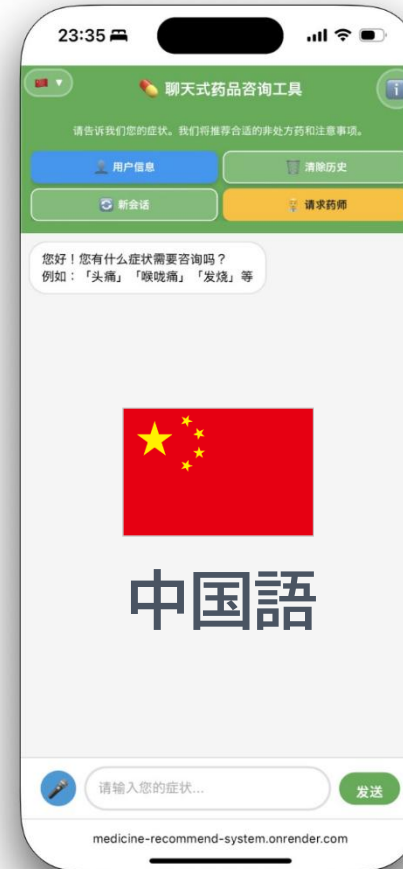 23:35
聊天式药品咨询工具
请告诉我们您的症状。我们将推荐合适的非处方药和注意事项。
用户信息
清除历史
新会话
请求药师
您好！您有什么症状需要咨询吗？
例如：「头痛」「喉咙痛」「发烧」等
中国語
请输入您的症状...
发送
medicine-recommend-system.onrender.com